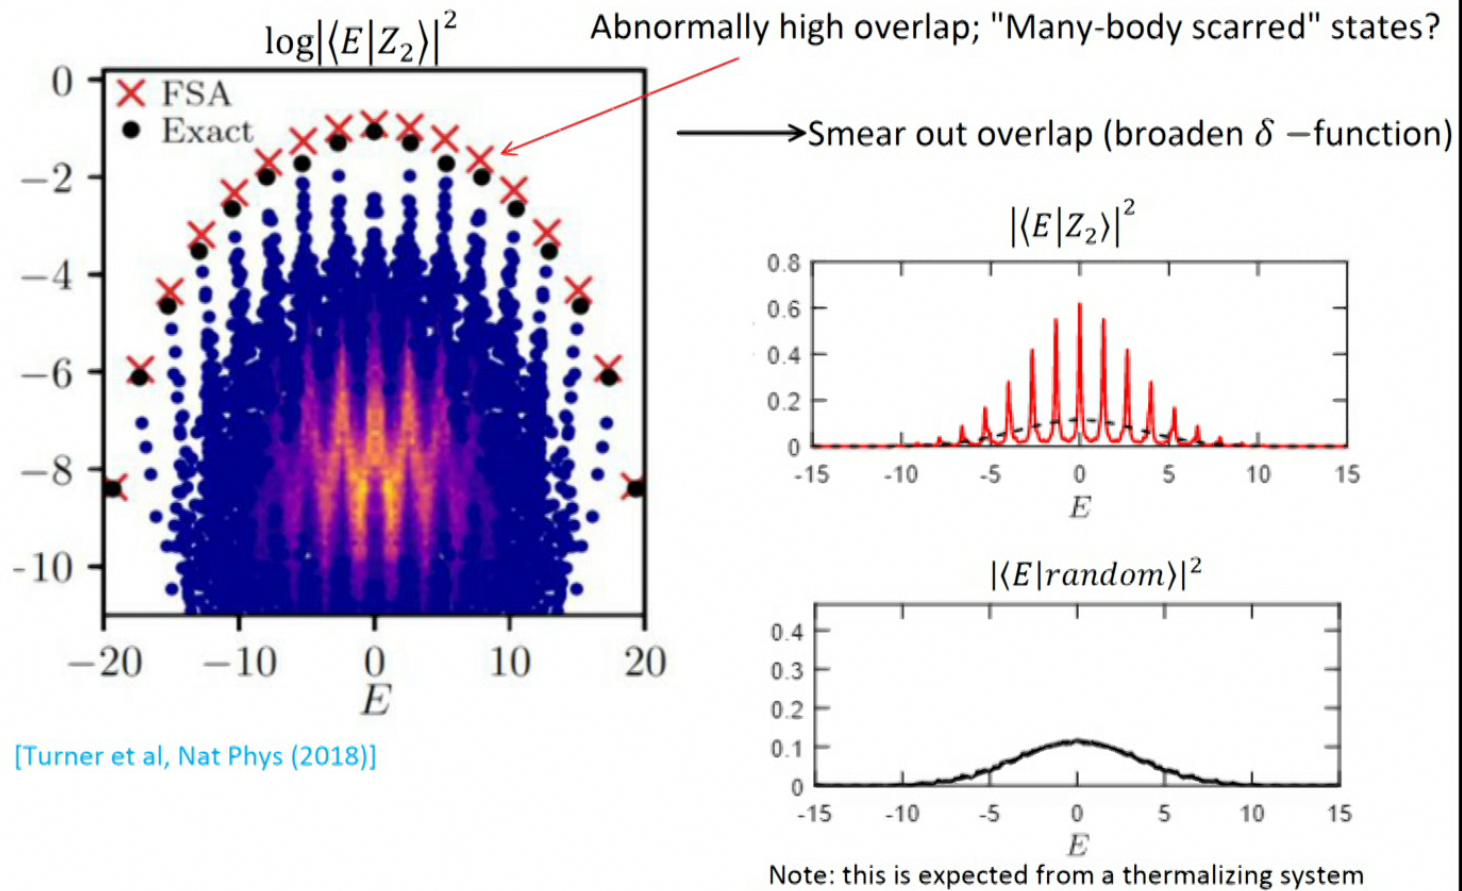 log|⟨E|Z₂⟩|²
Abnormally high overlap; "Many-body scarred" states?
0
FSA
Exact
−2
−4
−6
−8
-10
−20 −10 0 10 20
E
[Turner et al, Nat Phys (2018)]
Smear out overlap (broaden δ −function)
|⟨E|Z₂⟩|²
0.8
0.6
0.4
0.2
0
-15 -10 -5 0 5 10 15
E
|⟨E|random⟩|²
0.4
0.3
0.2
0.1
0
-15 -10 -5 0 5 10 15
E
Note: this is expected from a thermalizing system